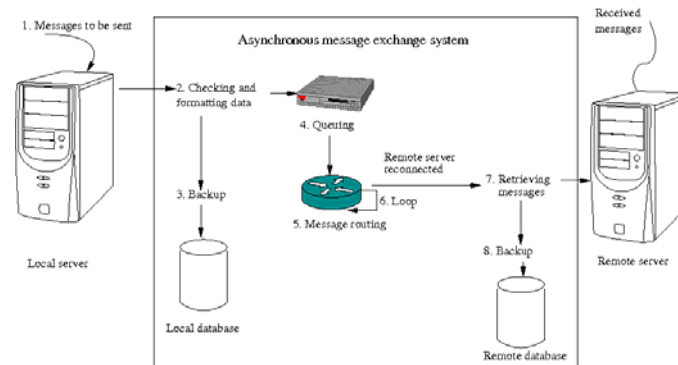 1. Messages to be sent
Received
messages
Asynchronous message exchange system
2. Checking and
formatting data
4. Queuing
Remote server
reconnected
7. Retrieving
messages
3. Backup
6. Loop
5. Message routing
8. Backup
Local server
Remote server
Local database
Remote database